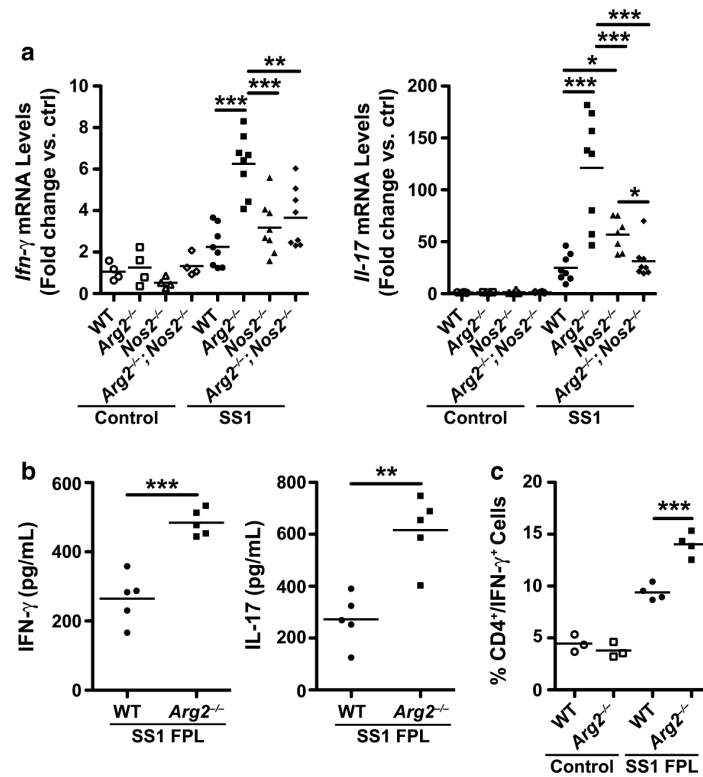 a
Ifn-γ mRNA Levels
(Fold change vs. ctrl)
10
8
6
4
2
0
***
***
**
WT
Arg2–/–
Nos2–/–
Arg2–/–; Nos2–/–
WT
Arg2–/–
Nos2–/–
Arg2–/–; Nos2–/–
Control
SS1
Il-17 mRNA Levels
(Fold change vs. ctrl)
200
150
100
50
0
***
***
*
***
*
WT
Arg2–/–
Nos2–/–
Arg2–/–; Nos2–/–
WT
Arg2–/–
Nos2–/–
Arg2–/–; Nos2–/–
Control
SS1
b
IFN-γ (pg/mL)
600
400
200
0
***
WT
Arg2–/–
SS1 FPL
IL-17 (pg/mL)
800
600
400
200
0
**
WT
Arg2–/–
SS1 FPL
c
% CD4+/IFN-γ+ Cells
20
15
10
5
0
***
WT
Arg2–/–
WT
Arg2–/–
Control
SS1 FPL